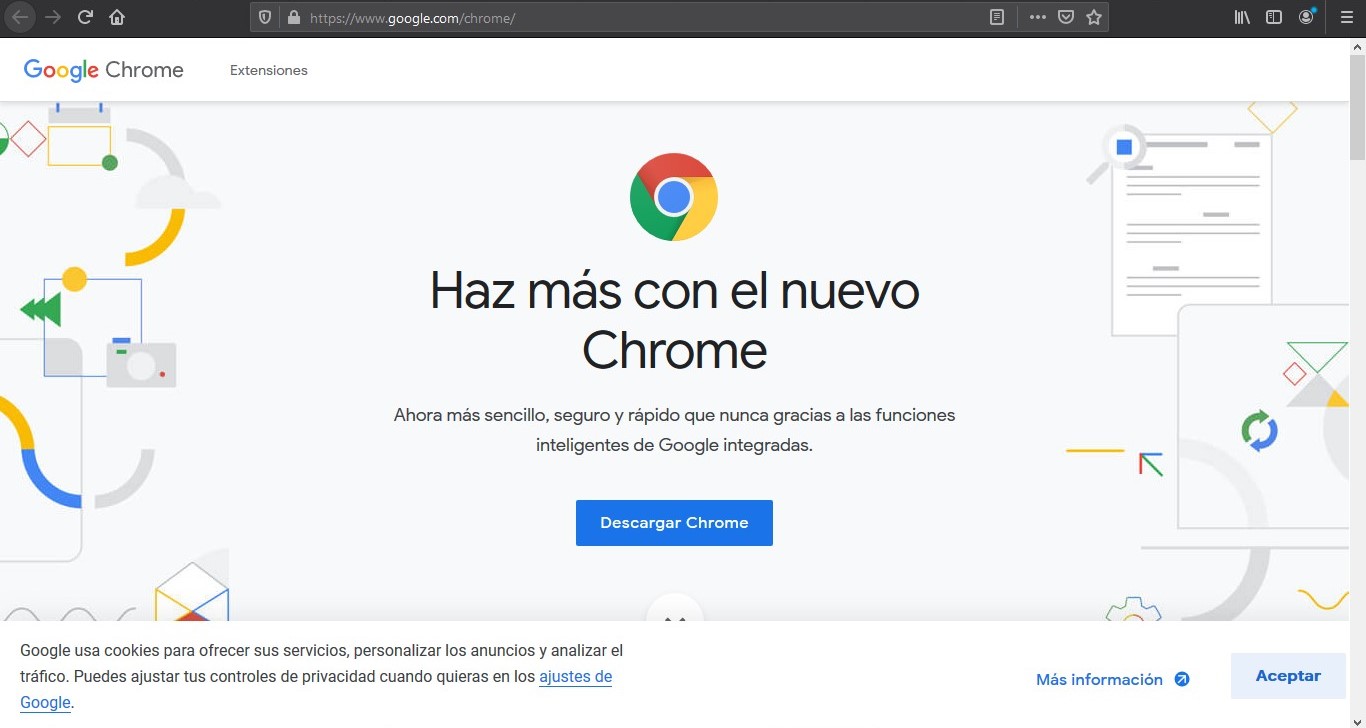 https://www.google.com/chrome/
Google Chrome
Extensiones
Haz más con el nuevo
Chrome
Ahora más sencillo, seguro y rápido que nunca gracias a las funciones
inteligentes de Google integradas.
Descargar Chrome
Google usa cookies para ofrecer sus servicios, personalizar los anuncios y analizar el
tráfico. Puedes ajustar tus controles de privacidad cuando quieras en los ajustes de
Google.
Más información
Aceptar